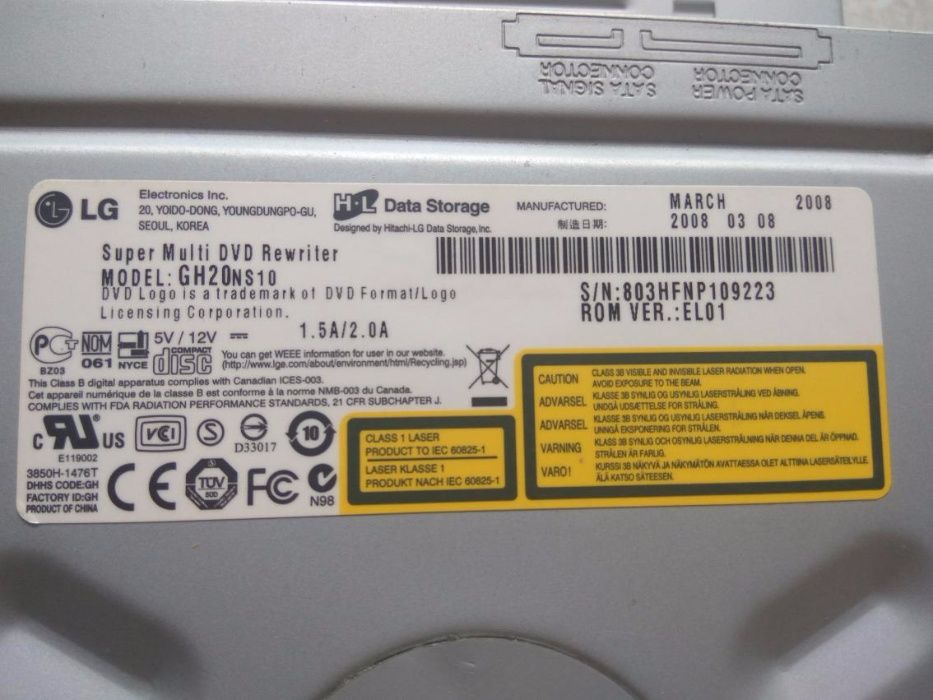 SATA SIGNAL
CONNECTOR
SATA POWER
CONNECTOR
LG
Electronics Inc.
20, YOIDO-DONG, YOUNGDUNGPO-GU,
SEOUL, KOREA
H·L Data Storage
Designed by Hitachi-LG Data Storage, Inc.
MANUFACTURED: MARCH 2008
制造日期: 2008 03 08
Super Multi DVD Rewriter
MODEL: GH20NS10
DVD Logo is a trademark of DVD Format/Logo
Licensing Corporation.
S/N:803HFNP109223
ROM VER.:EL01
5V / 12V 1.5A/2.0A
PCT
BZ03
NOM
061
NYCE
COMPACT
disc
You can get WEEE information for user in our website.
(http://www.lge.com/about/environment/html/Recycling.jsp)
This Class B digital apparatus complies with Canadian ICES-003.
Cet appareil numérique de la classe B est conforme à la norme NMB-003 du Canada.
COMPLIES WITH FDA RADIATION PERFORMANCE STANDARDS, 21 CFR SUBCHAPTER J.
C RU US
E119002
VCI
S
D33017
10
3850H-1476T
DHHS CODE:GH
FACTORY ID:GH
PRODUCT OF CHINA
CE
TÜV
FC
N98
CLASS 1 LASER
PRODUCT TO IEC 60825-1
LASER KLASSE 1
PRODUKT NACH IEC 60825-1
CAUTION CLASS 3B VISIBLE AND INVISIBLE LASER RADIATION WHEN OPEN.
AVOID EXPOSURE TO THE BEAM.
ADVARSEL KLASSE 3B SYNLIG OG USYNLIG LASERSTRÅLING VED ÅBNING.
UNDGÅ UDSÆTTELSE FOR STRÅLING.
ADVARSEL KLASSE 3B SYNLIG OG USYNLIG LASERSTRÅLING NÅR DEKSEL ÅPENS.
UNNGÅ EKSPONERING FOR STRÅLEN.
VARNING KLASS 3B SYNLIG OCH OSYNLIG LASERSTRÅLNING NÄR DENNA DEL ÄR ÖPPNAD.
STRÅLEN ÄR FARLIG.
VARO! KURSSI 3B NÄKYVÄ JA NÄKYMÄTÖN AVATTAESSA OLET ALTTIINA LASERSÄTEILYLLE.
ÄLÄ KATSO SÄTEESEEN.